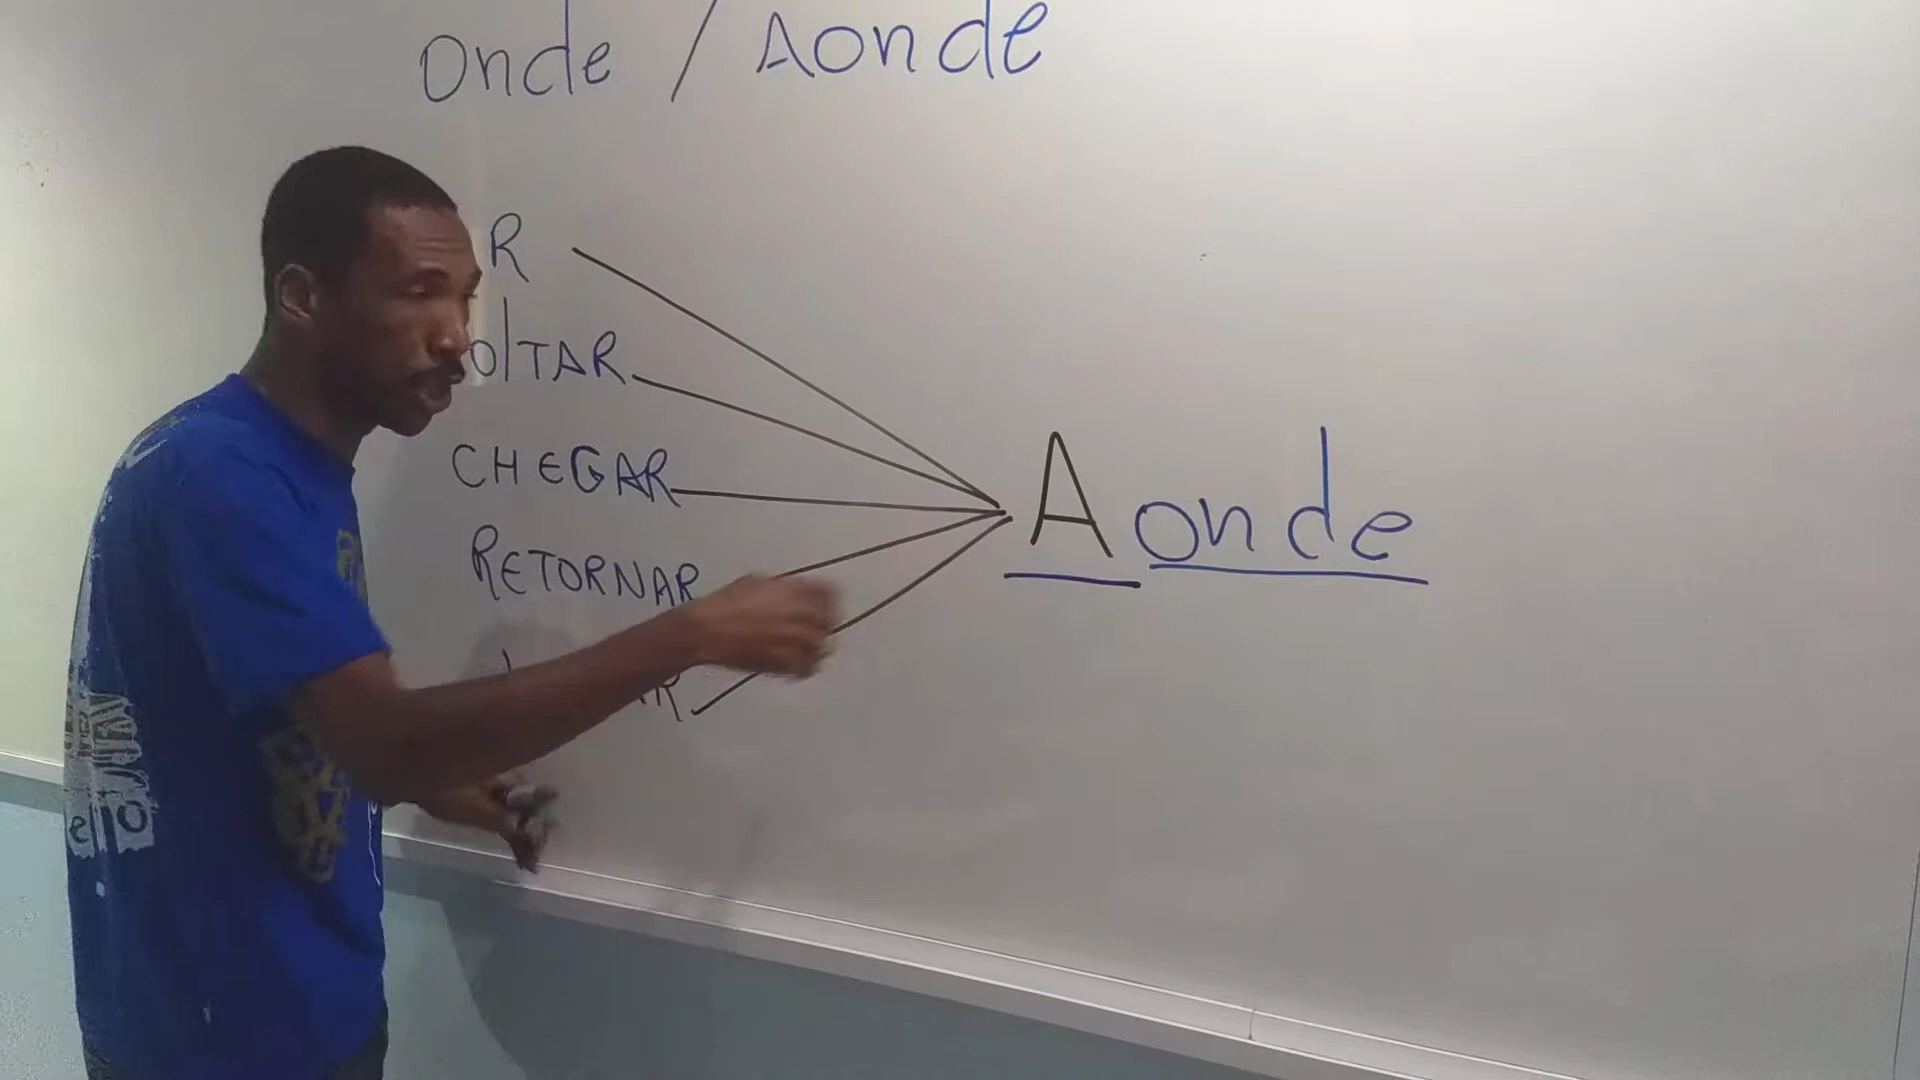 Onde / Aonde
R
OlTAR
CHEGAR
RETORNAR
R
Aonde